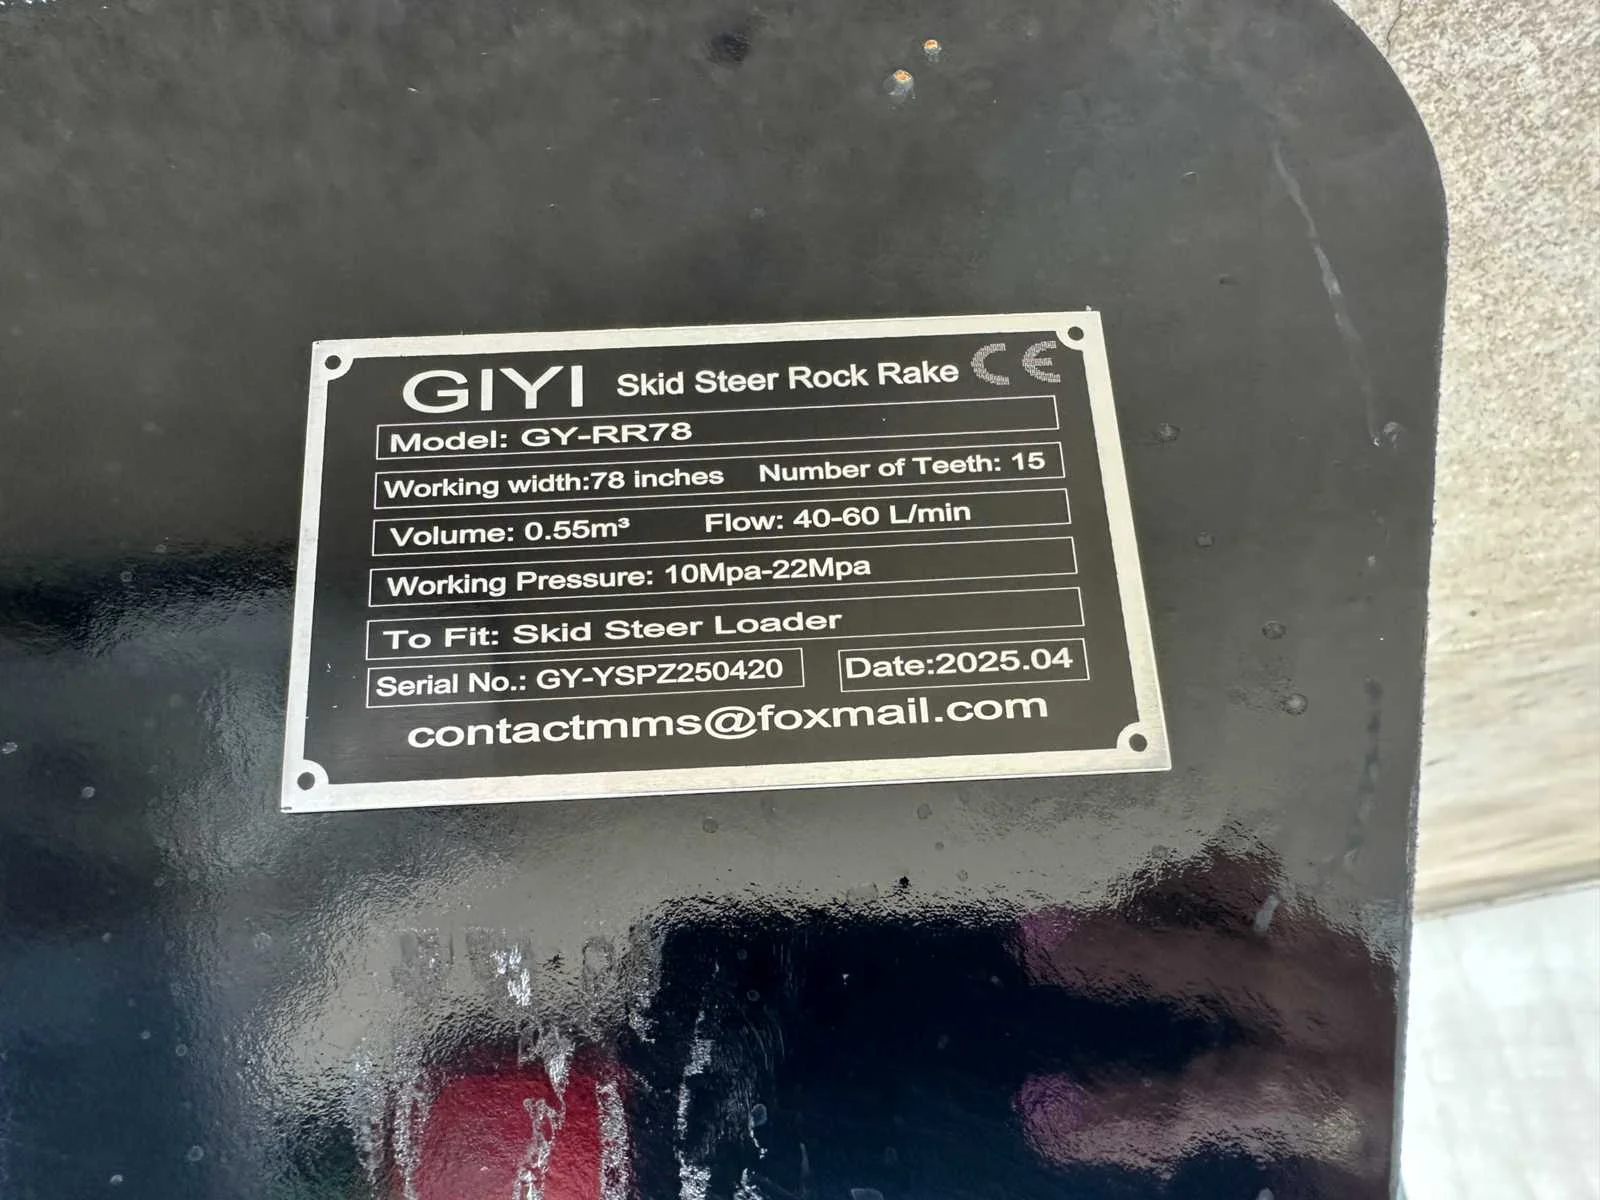 GIYI Skid Steer Rock Rake CE
Model: GY-RR78
Working width:78 inches Number of Teeth: 15
Volume: 0.55m³ Flow: 40-60 L/min
Working Pressure: 10Mpa-22Mpa
To Fit: Skid Steer Loader
Serial No.: GY-YSPZ250420 Date:2025.04
contactmms@foxmail.com